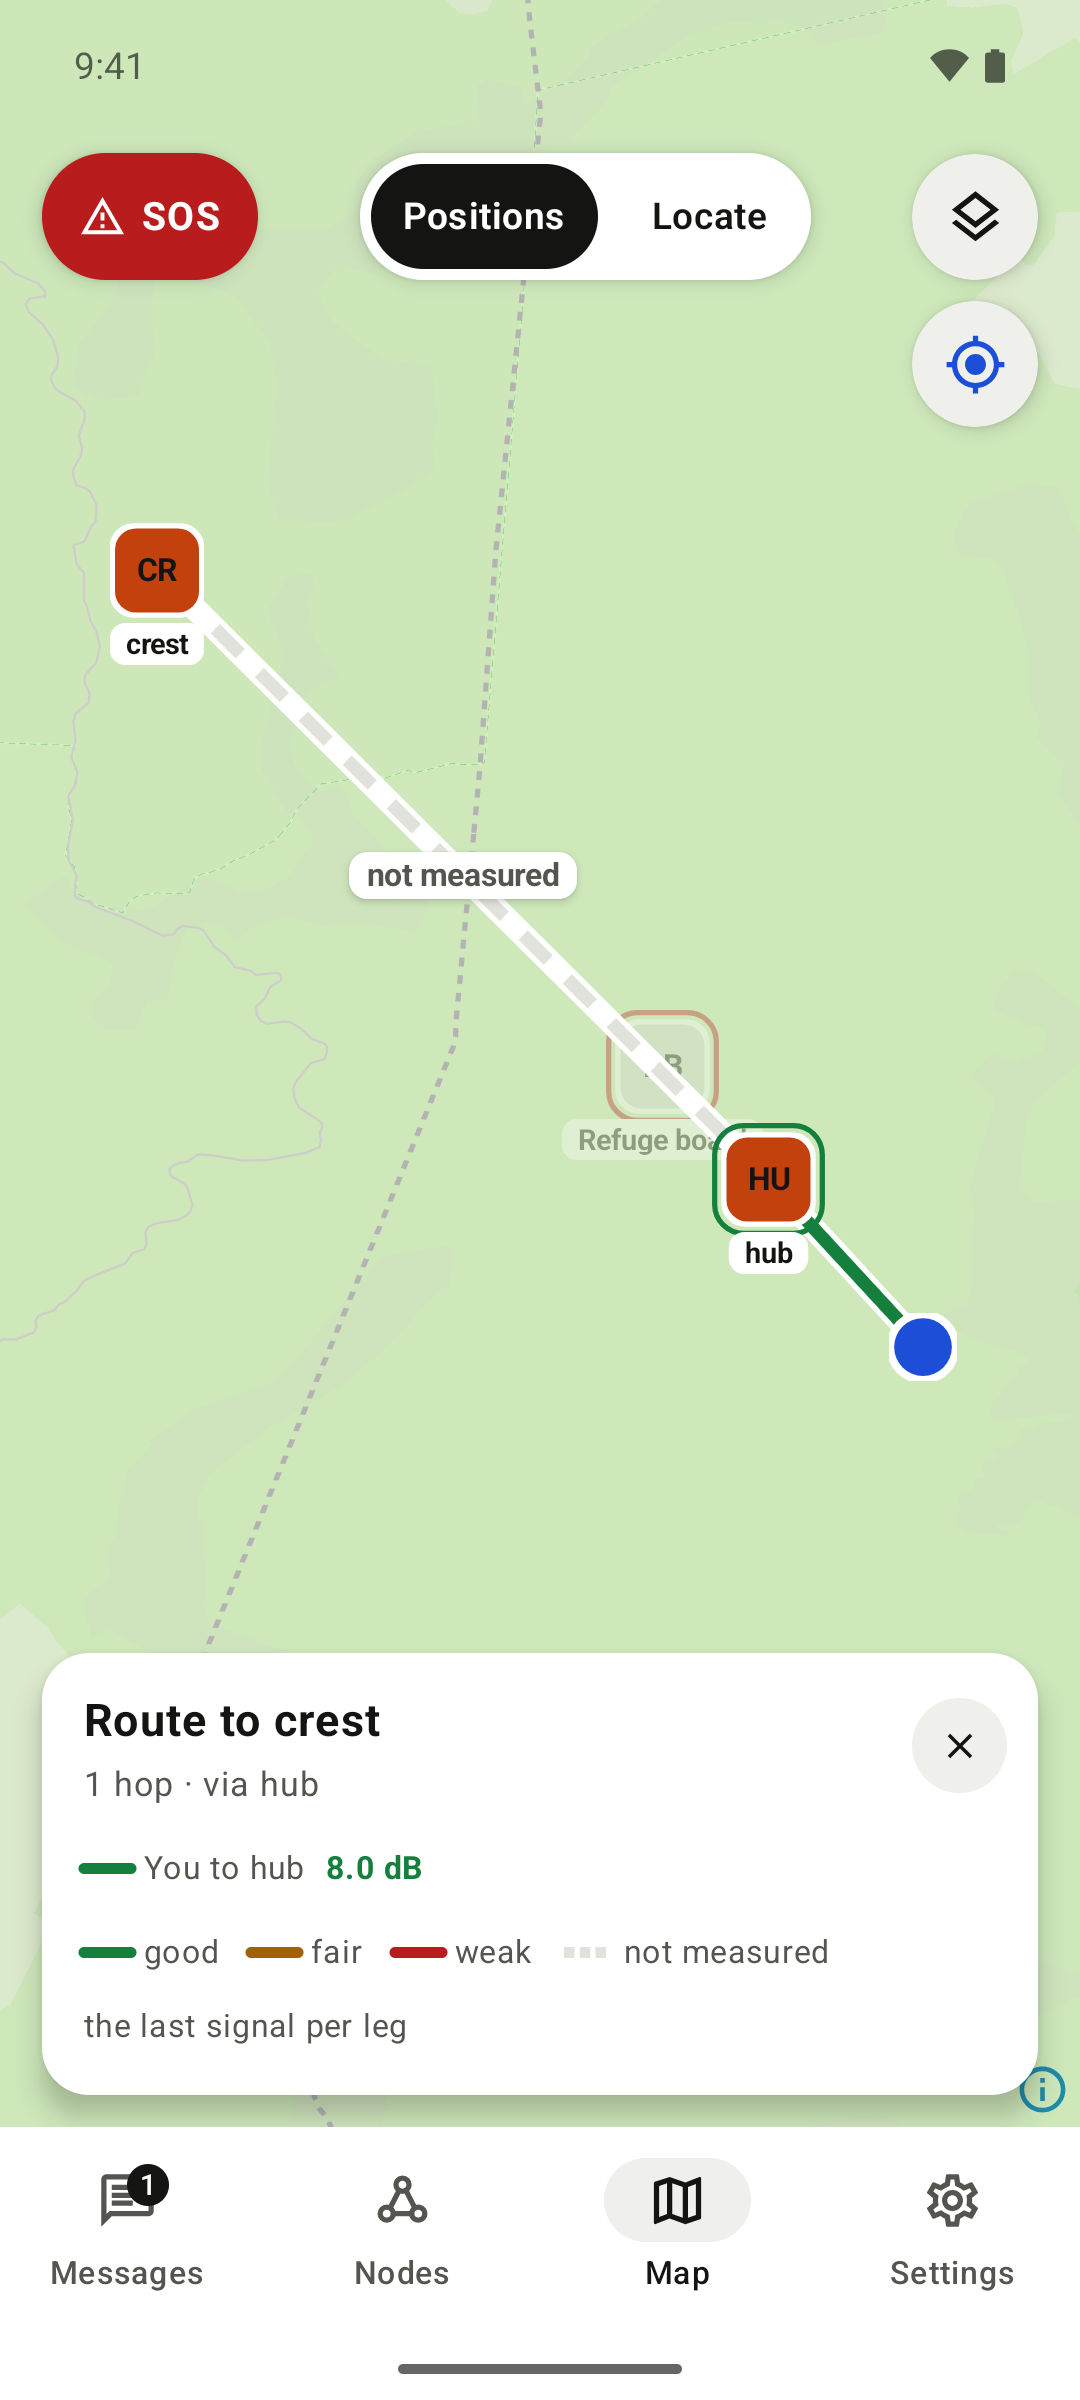 9:41
SOS
Positions
Locate
CR
crest
not measured
Refuge
HU
hub
Route to crest
1 hop · via hub
You to hub 8.0 dB
good fair weak not measured
the last signal per leg
1
Messages
Nodes
Map
Settings